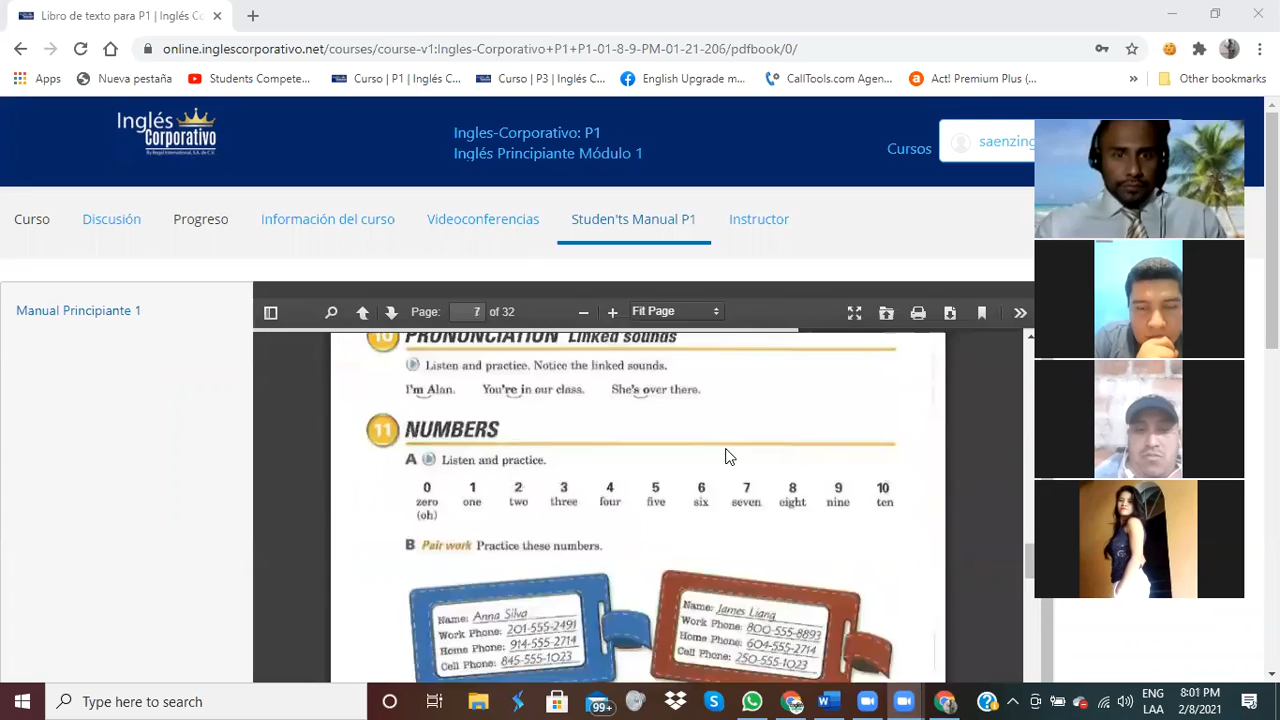 Libro de texto para P1 | Inglés Co
online.inglescorporativo.net/courses/course-v1:Ingles-Corporativo+P1+P1-01-8-9-PM-01-21-206/pdfbook/0/
Apps Nueva pestaña Students Compete... Curso | P1 | Inglés C... Curso | P3 | Inglés C... English Upgrade m... CallTools.com Agen... Act! Premium Plus (... » Other bookmarks
Inglés
Corporativo
By Regal International, S.A. de C.V.
Ingles-Corporativo: P1
Inglés Principiante Módulo 1
Cursos
saenzing
Curso Discusión Progreso Información del curso Videoconferencias Studen'ts Manual P1 Instructor
Manual Principiante 1
Page: 7 of 32 Fit Page
10 PRONUNCIATION Linked sounds
Listen and practice. Notice the linked sounds.
I'm Alan. You're in our class. She's over there.
11 NUMBERS
A Listen and practice.
0 1 2 3 4 5 6 7 8 9 10
zero one two three four five six seven eight nine ten
(oh)
B Pair work Practice these numbers.
Name: Anna Silva
Work Phone: 201-555-2491
Home Phone: 914-555-2714
Cell Phone: 845-555-1023
Name: James Liang
Work Phone: 800-555-8893
Home Phone: 604-555-2714
Cell Phone: 250-555-1023
Type here to search
99+
ENG
LAA
8:01 PM
2/8/2021